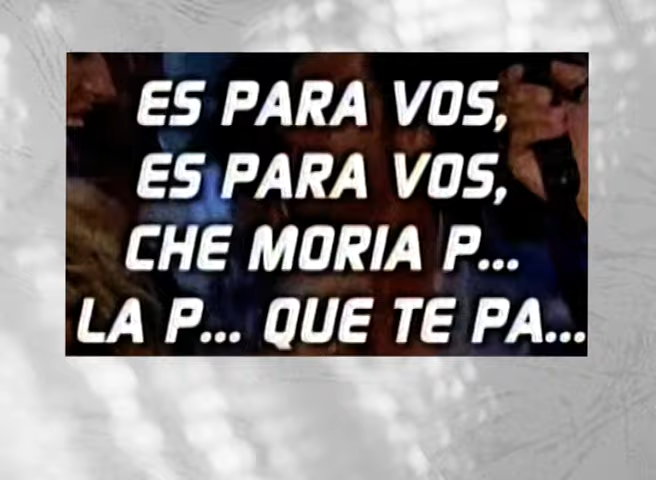 ES PARA VOS,
ES PARA VOS,
CHE MORIA P...
LA P... QUE TE PA...